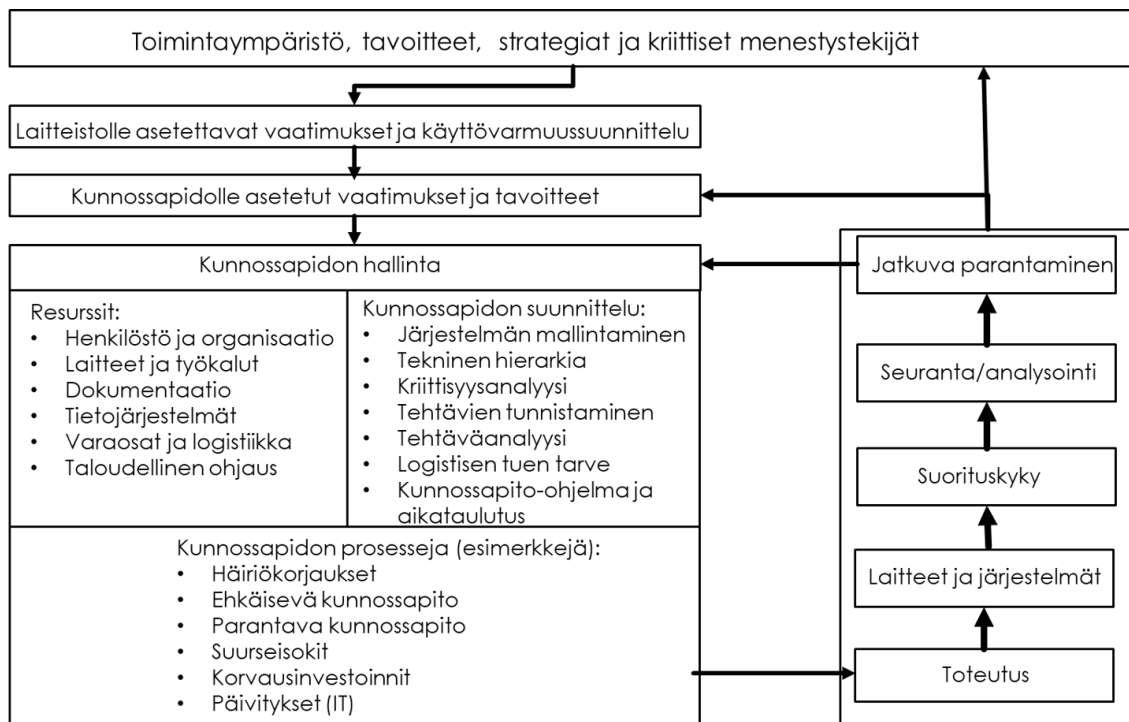 Toimintaympäristö, tavoitteet, strategiat ja kriittiset menestystekijät
Laitteistolle asetettavat vaatimukset ja käyttövarmuussuunnittelu
Kunnossapidolle asetetut vaatimukset ja tavoitteet
Kunnossapidon hallinta
Resurssit:
• Henkilöstö ja organisaatio
• Laitteet ja työkalut
• Dokumentaatio
• Tietojärjestelmät
• Varaosat ja logistiikka
• Taloudellinen ohjaus
Kunnossapidon suunnittelu:
• Järjestelmän mallintaminen
• Tekninen hierarkia
• Kriittisyysanalyysi
• Tehtävien tunnistaminen
• Tehtäväanalyysi
• Logistisen tuen tarve
• Kunnossapito-ohjelma ja
aikataulutus
Kunnossapidon prosesseja (esimerkkejä):
• Häiriökorjaukset
• Ehkäisevä kunnossapito
• Parantava kunnossapito
• Suurseisokit
• Korvausinvestoinnit
• Päivitykset (IT)
Jatkuva parantaminen
Seuranta/analysointi
Suorituskyky
Laitteet ja järjestelmät
Toteutus